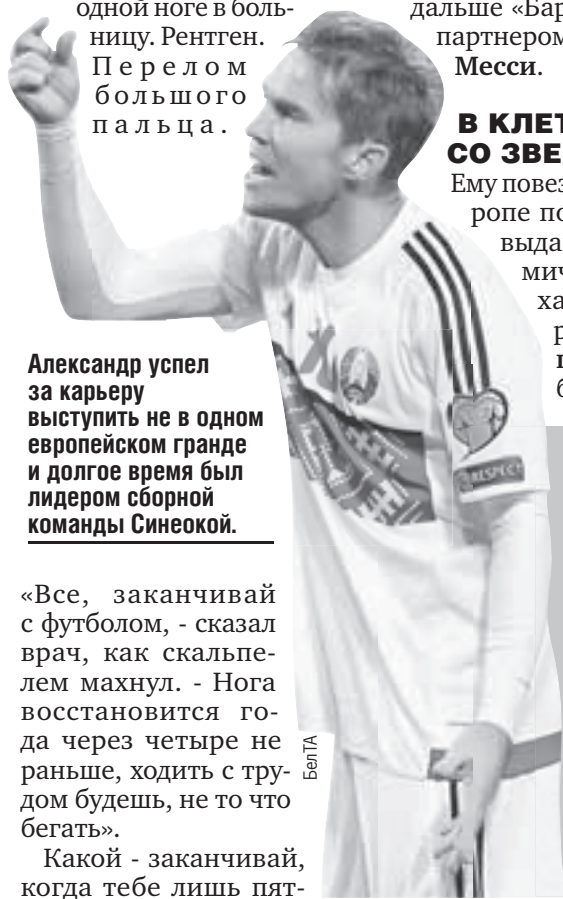 одной ноге в боль-
ницу. Рентген.
Перелом
большого
пальца.
Александр успел
за карьеру
выступить не в одном
европейском гранде
и долгое время был
лидером сборной
команды Синеокой.
«Все, заканчивай
с футболом, - сказал
врач, как скальпе-
лем махнул. - Нога
восстановится го-
да через четыре не
раньше, ходить с тру-
дом будешь, не то что
бегать».
Какой - заканчивай,
когда тебе лишь пят-
БелТА
RESPECT
дальше «Бар
партнером
Месси.
В КЛЕТ
СО ЗВЕ
Ему повез
ропе по
выда
мич
ха